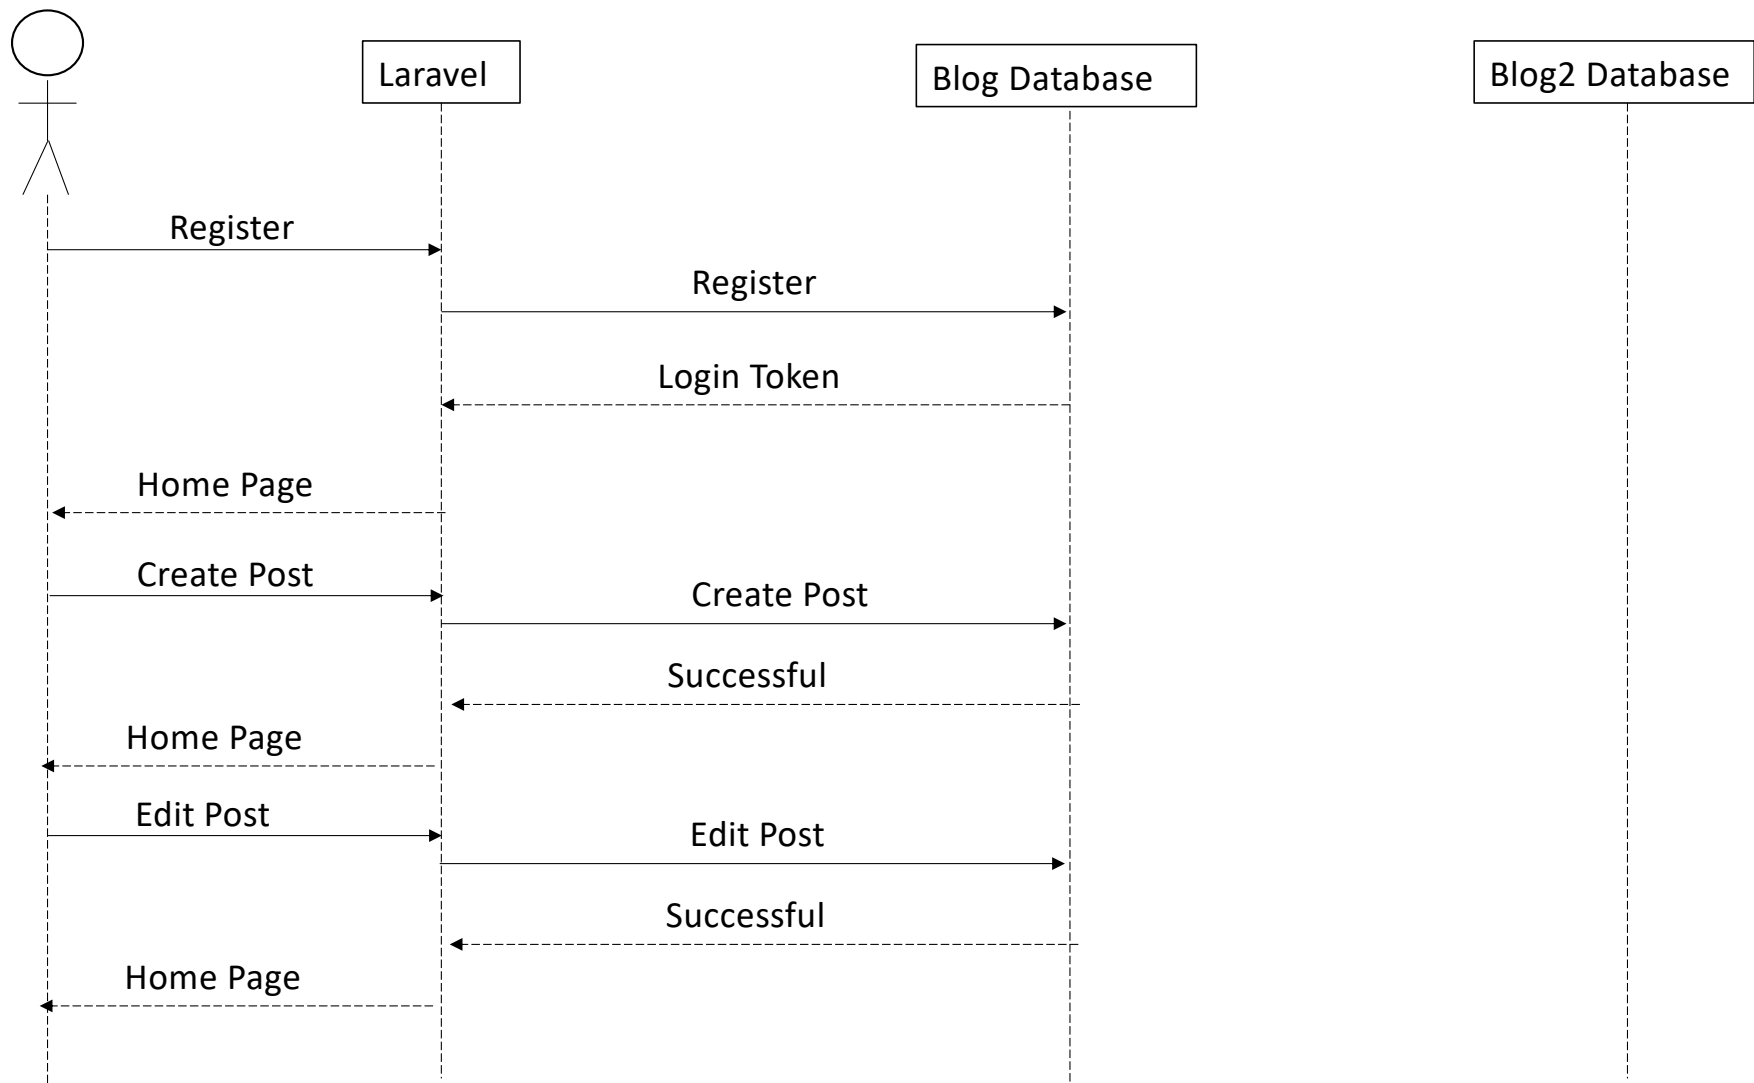 Laravel
Blog Database
Blog2 Database
Register
Register
Login Token
Home Page
Create Post
Create Post
Successful
Home Page
Edit Post
Edit Post
Successful
Home Page